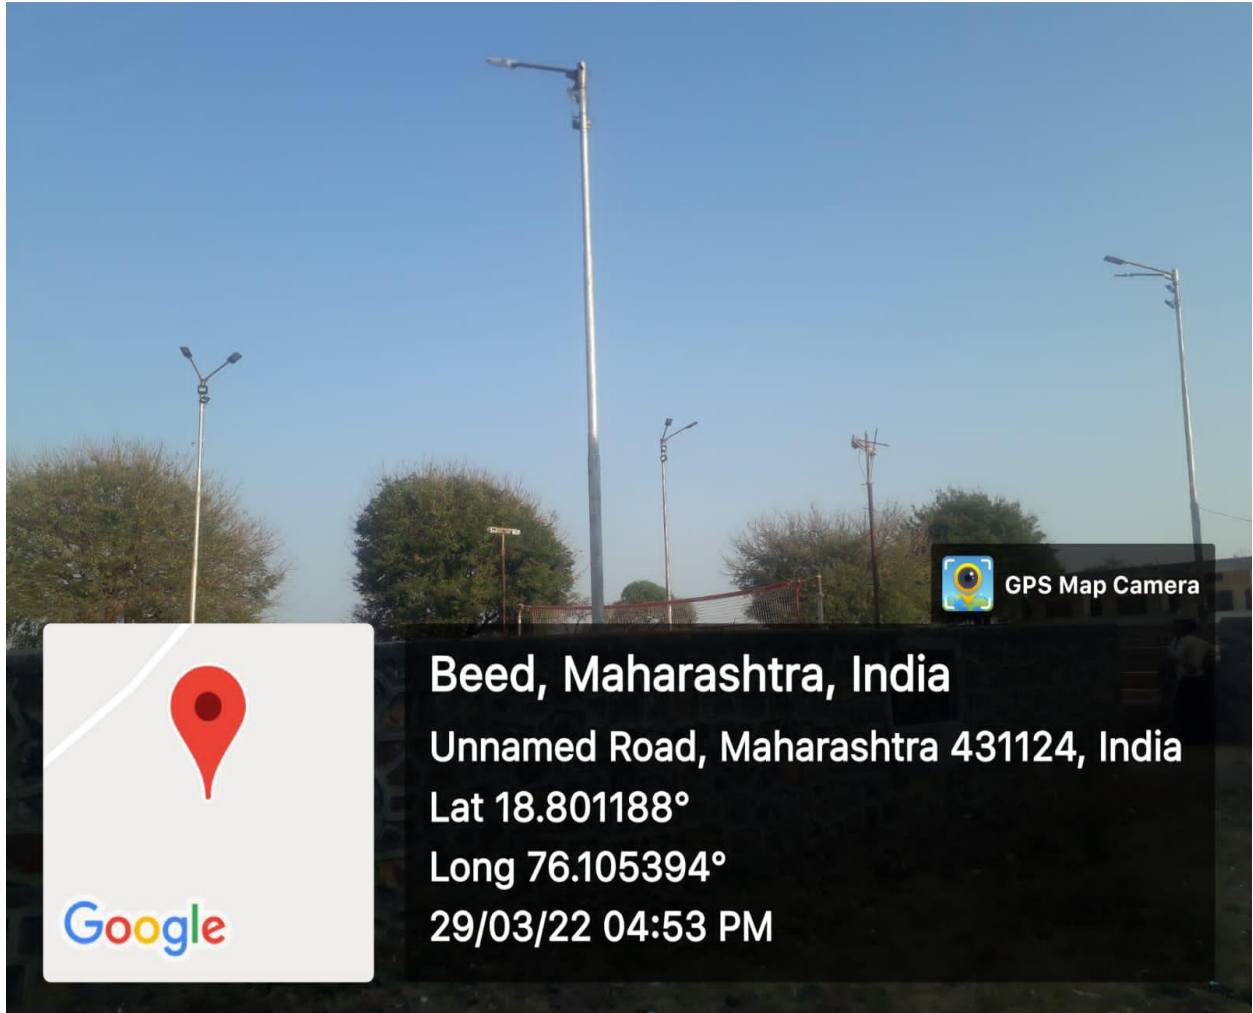 GPS Map Camera
Beed, Maharashtra, India
Unnamed Road, Maharashtra 431124, India
Lat 18.801188°
Long 76.105394°
29/03/22 04:53 PM
Google